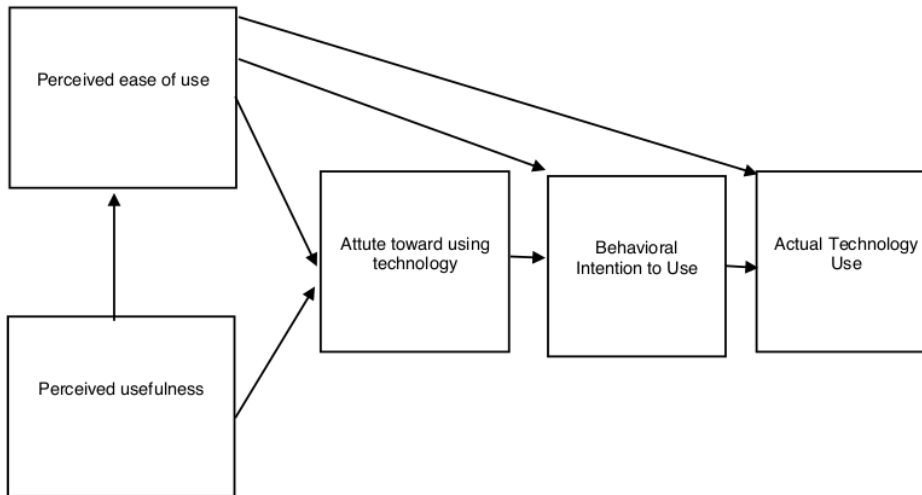 Perceived ease of use
Attute toward using
technology
Behavioral
Intention to Use
Actual Technology
Use
Perceived usefulness